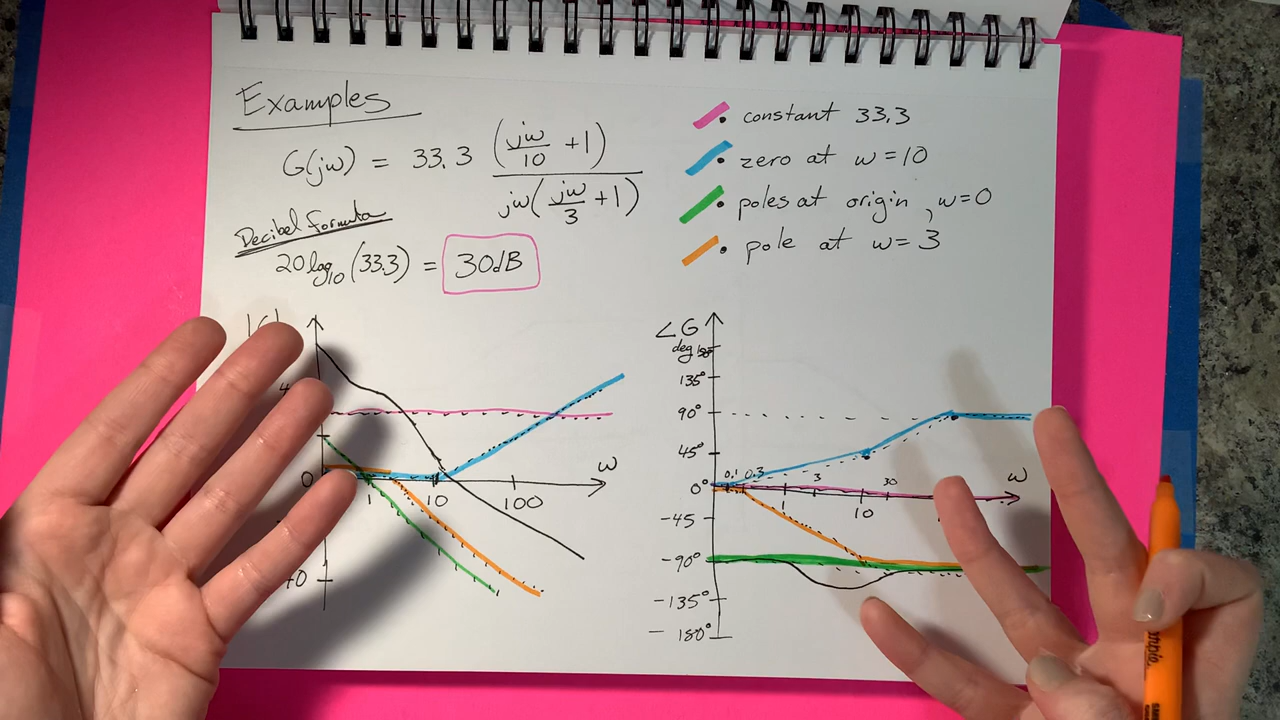 Examples
G(jω) = 33.3 (jω/10 +1) / jω(jω/3 +1)
Decibel Formula
20log₁₀(33.3) = 30dB
• constant 33.3
• zero at ω=10
• poles at origin, ω=0
• pole at ω=3
|G|
4
0
1
10
100
ω
∠G
deg
135°
90°
45°
0°
-45
-90°
-135°
- 180°
0.1
0.3
1
3
10
30
ω